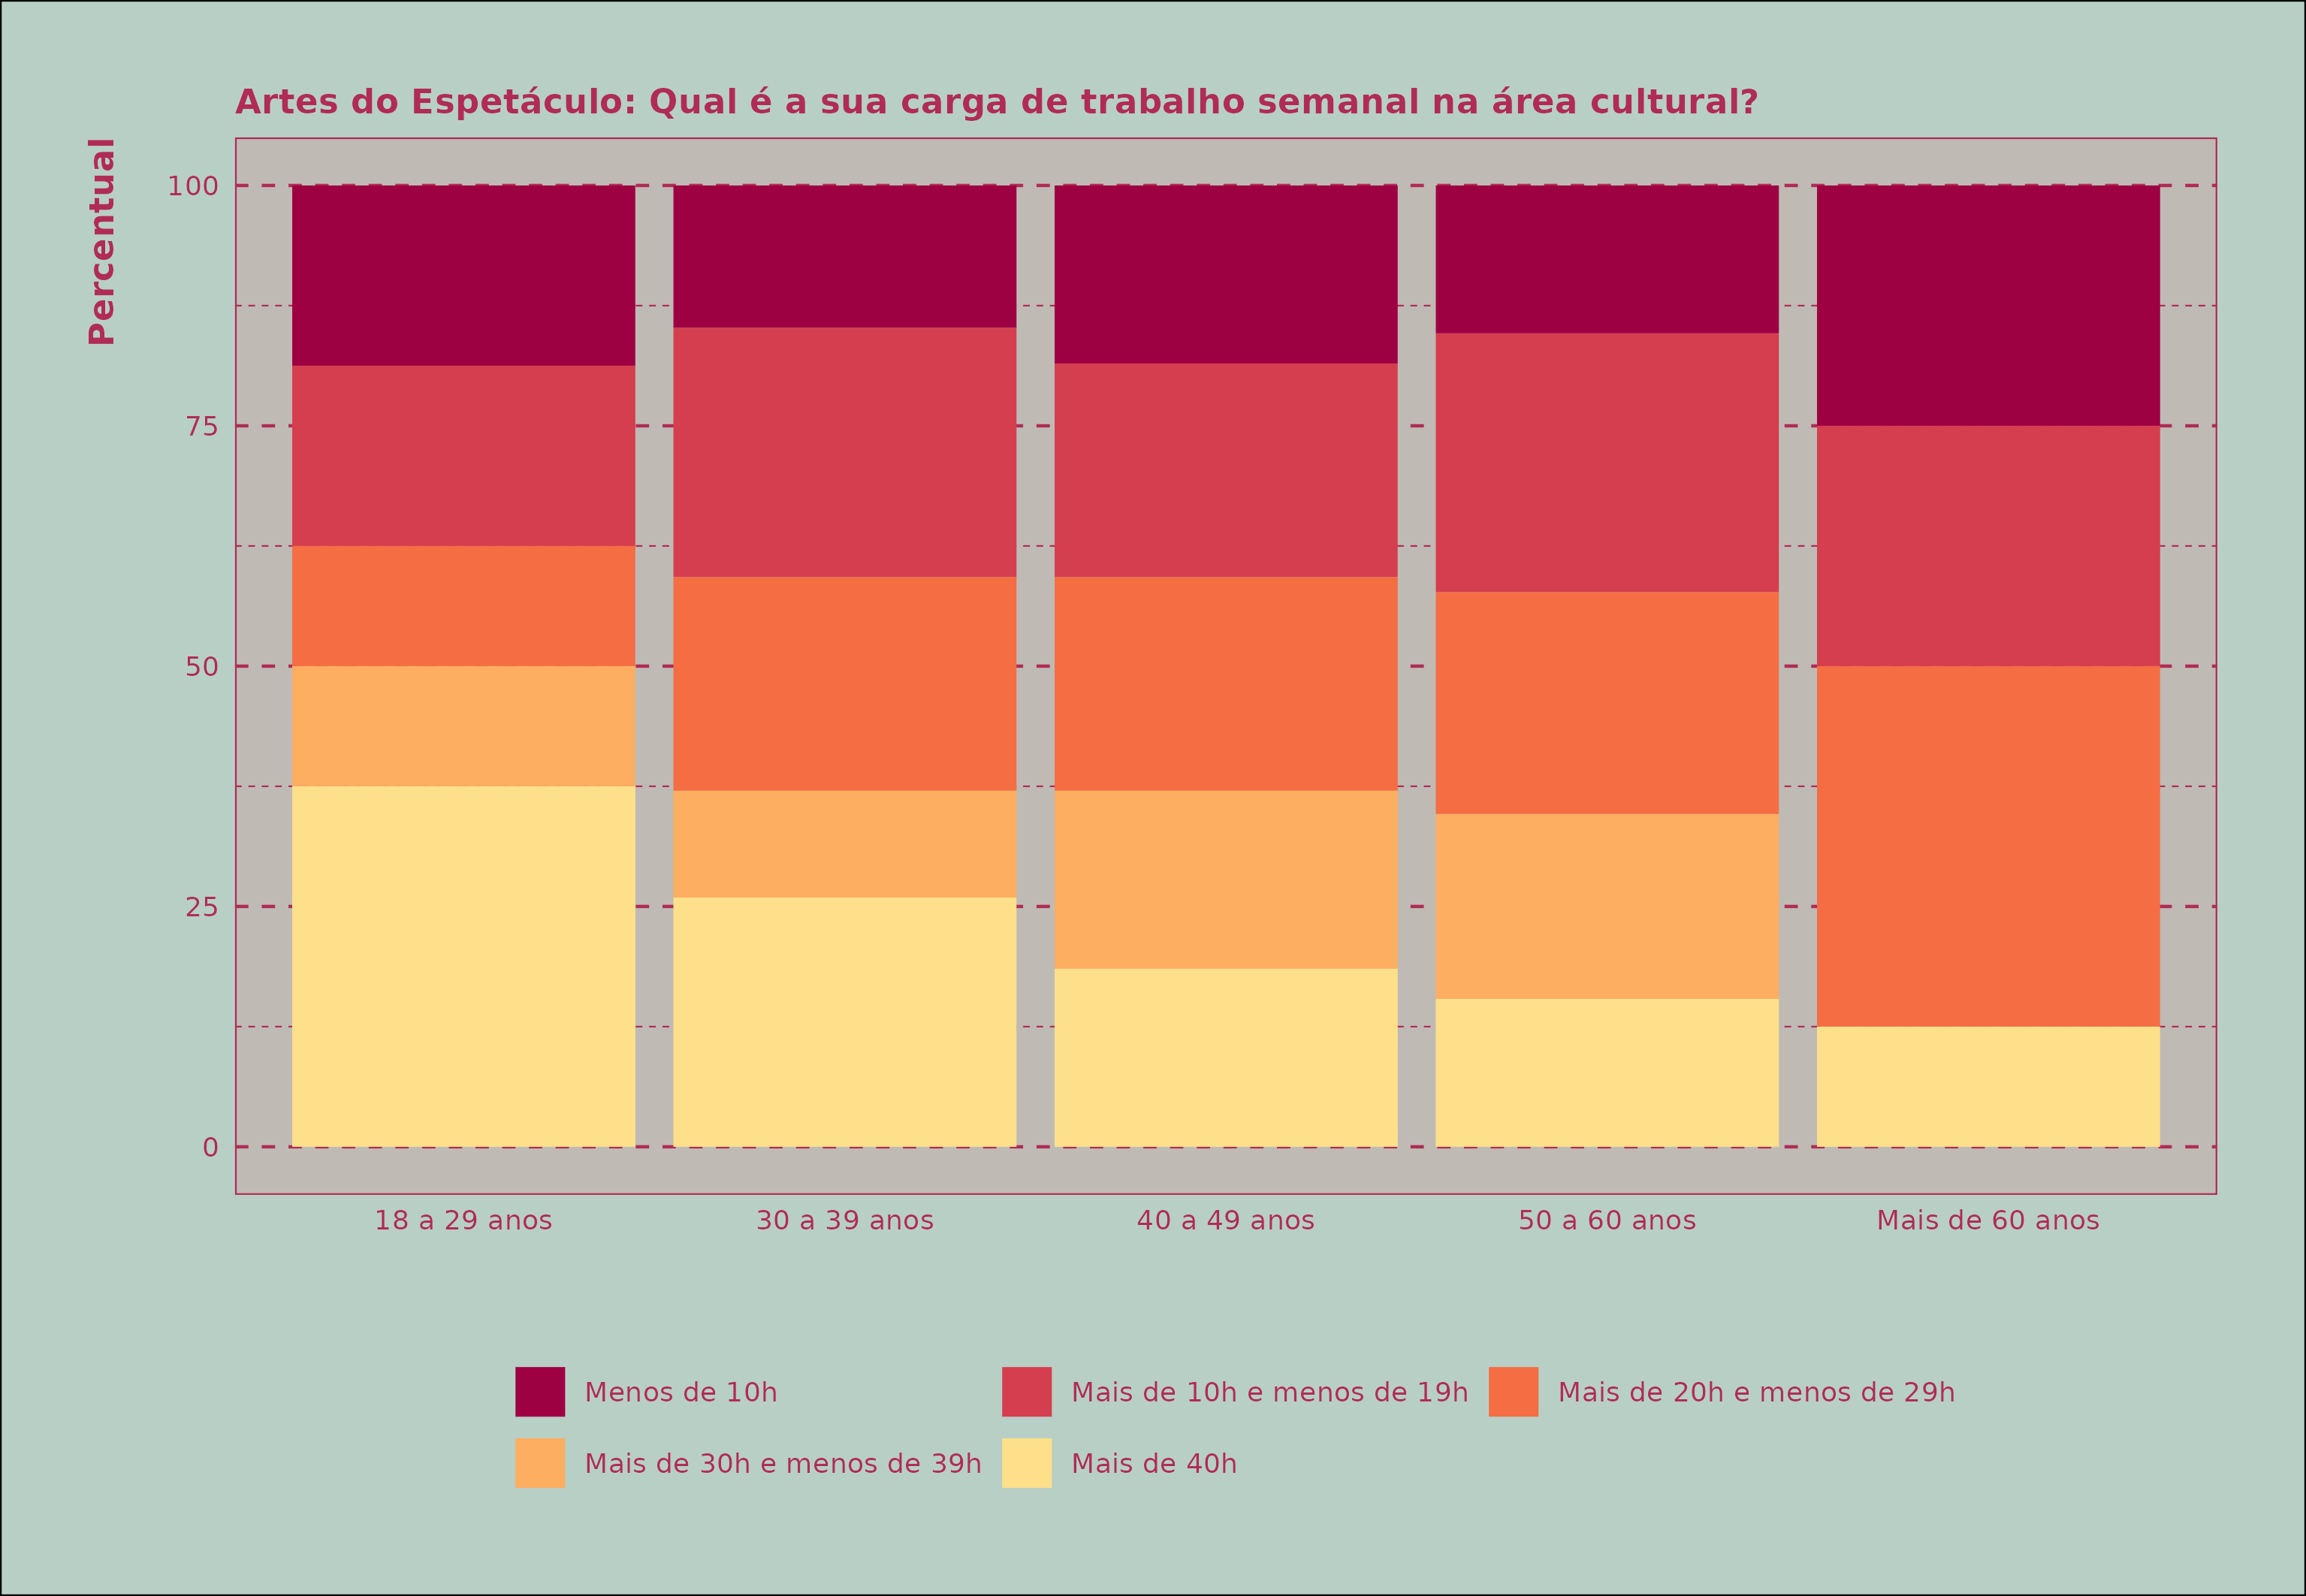 Artes do Espetáculo: Qual é a sua carga de trabalho semanal na área cultural?
Percentual
100
75
50
25
0
18 a 29 anos
30 a 39 anos
40 a 49 anos
50 a 60 anos
Mais de 60 anos
Menos de 10h
Mais de 10h e menos de 19h
Mais de 20h e menos de 29h
Mais de 30h e menos de 39h
Mais de 40h